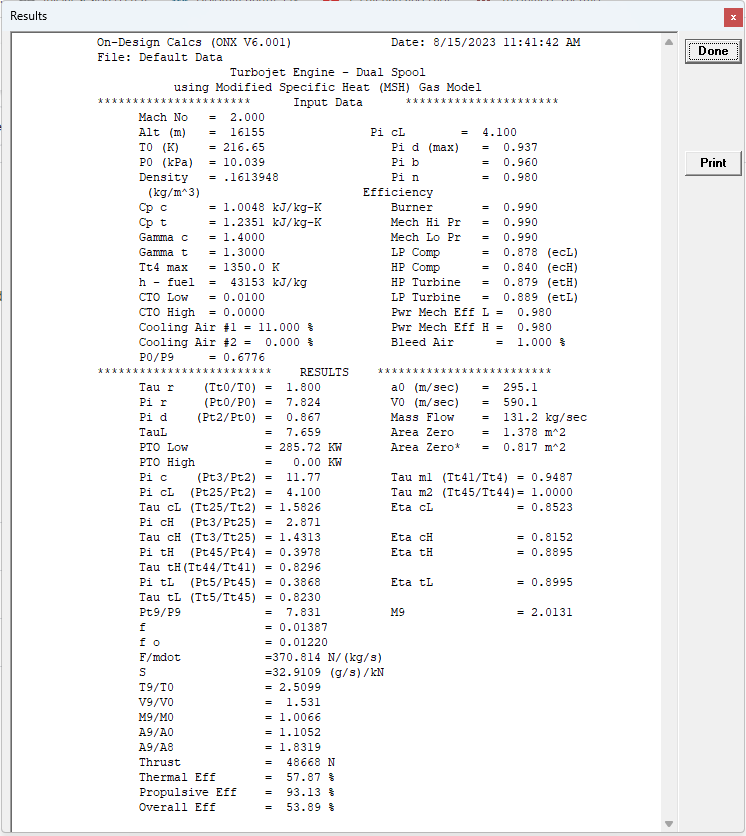 Results
On-Design Calcs (ONX V6.001) Date: 8/15/2023 11:41:42 AM
File: Default Data
Turbojet Engine - Dual Spool
using Modified Specific Heat (MSH) Gas Model
********************** Input Data **********************
Mach No = 2.000
Alt (m) = 16155 Pi cL = 4.100
T0 (K) = 216.65 Pi d (max) = 0.937
P0 (kPa) = 10.039 Pi b = 0.960
Density = .1613948 Pi n = 0.980
(kg/m^3) Efficiency
Cp c = 1.0048 kJ/kg-K Burner = 0.990
Cp t = 1.2351 kJ/kg-K Mech Hi Pr = 0.990
Gamma c = 1.4000 Mech Lo Pr = 0.990
Gamma t = 1.3000 LP Comp = 0.878 (ecL)
Tt4 max = 1350.0 K HP Comp = 0.840 (ecH)
h - fuel = 43153 kJ/kg HP Turbine = 0.879 (etH)
CTO Low = 0.0100 LP Turbine = 0.889 (etL)
CTO High = 0.0000 Pwr Mech Eff L = 0.980
Cooling Air #1 = 11.000 % Pwr Mech Eff H = 0.980
Cooling Air #2 = 0.000 % Bleed Air = 1.000 %
P0/P9 = 0.6776
************************* RESULTS *************************
Tau r (Tt0/T0) = 1.800 a0 (m/sec) = 295.1
Pi r (Pt0/P0) = 7.824 V0 (m/sec) = 590.1
Pi d (Pt2/Pt0) = 0.867 Mass Flow = 131.2 kg/sec
TauL = 7.659 Area Zero = 1.378 m^2
PTO Low = 285.72 KW Area Zero* = 0.817 m^2
PTO High = 0.00 KW
Pi c (Pt3/Pt2) = 11.77 Tau m1 (Tt41/Tt4) = 0.9487
Pi cL (Pt25/Pt2) = 4.100 Tau m2 (Tt45/Tt44)= 1.0000
Tau cL (Tt25/Tt2) = 1.5826 Eta cL = 0.8523
Pi cH (Pt3/Pt25) = 2.871
Tau cH (Tt3/Tt25) = 1.4313 Eta cH = 0.8152
Pi tH (Pt45/Pt4) = 0.3978 Eta tH = 0.8895
Tau tH(Tt44/Tt41) = 0.8296
Pi tL (Pt5/Pt45) = 0.3868 Eta tL = 0.8995
Tau tL (Tt5/Tt45) = 0.8230
Pt9/P9 = 7.831 M9 = 2.0131
f = 0.01387
f o = 0.01220
F/mdot =370.814 N/(kg/s)
S =32.9109 (g/s)/kN
T9/T0 = 2.5099
V9/V0 = 1.531
M9/M0 = 1.0066
A9/A0 = 1.1052
A9/A8 = 1.8319
Thrust = 48668 N
Thermal Eff = 57.87 %
Propulsive Eff = 93.13 %
Overall Eff = 53.89 %
Done
Print